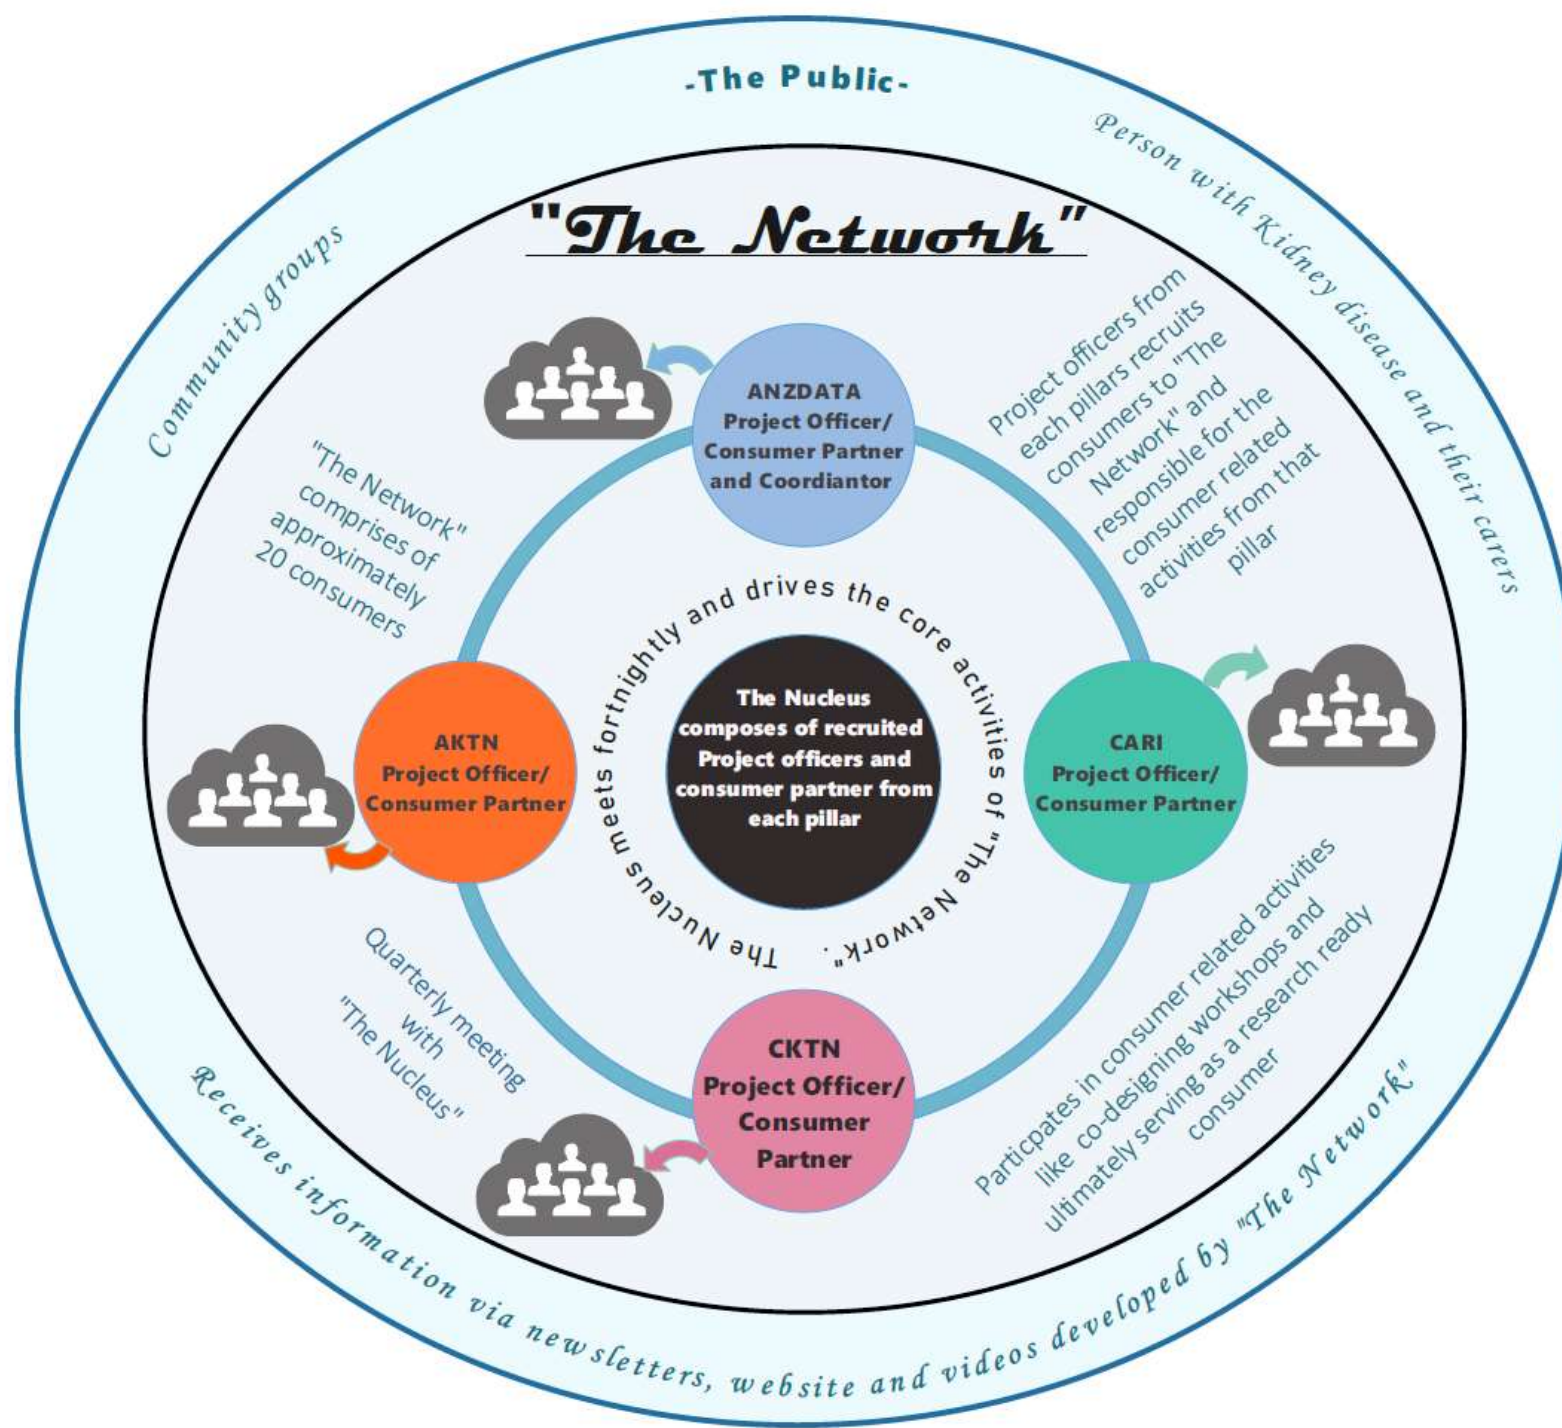 -The Public-
Person with Kidney disease and their carers
Community groups
"The Network"
Project officers from
each pillars recruits
consumers to "The
Network" and
responsible for the
consumer related
activities from that
pillar
ANZDATA
Project Officer/
Consumer Partner
and Coordiantor
"The Network"
comprises of
approximately
20 consumers
The Nucleus meets fortnightly and drives the core activities of "The Network".
The Nucleus
composes of recruited
Project officers and
consumer partner from
each pillar
AKTN
Project Officer/
Consumer Partner
CARI
Project Officer/
Consumer Partner
Quarterly meeting
with
"The Nucleus"
CKTN
Project Officer/
Consumer
Partner
Particpates in consumer related activities
like co-designing workshops and
ultimately serving as a research ready
consumer
Receives information via newsletters, website and videos developed by "The Network"